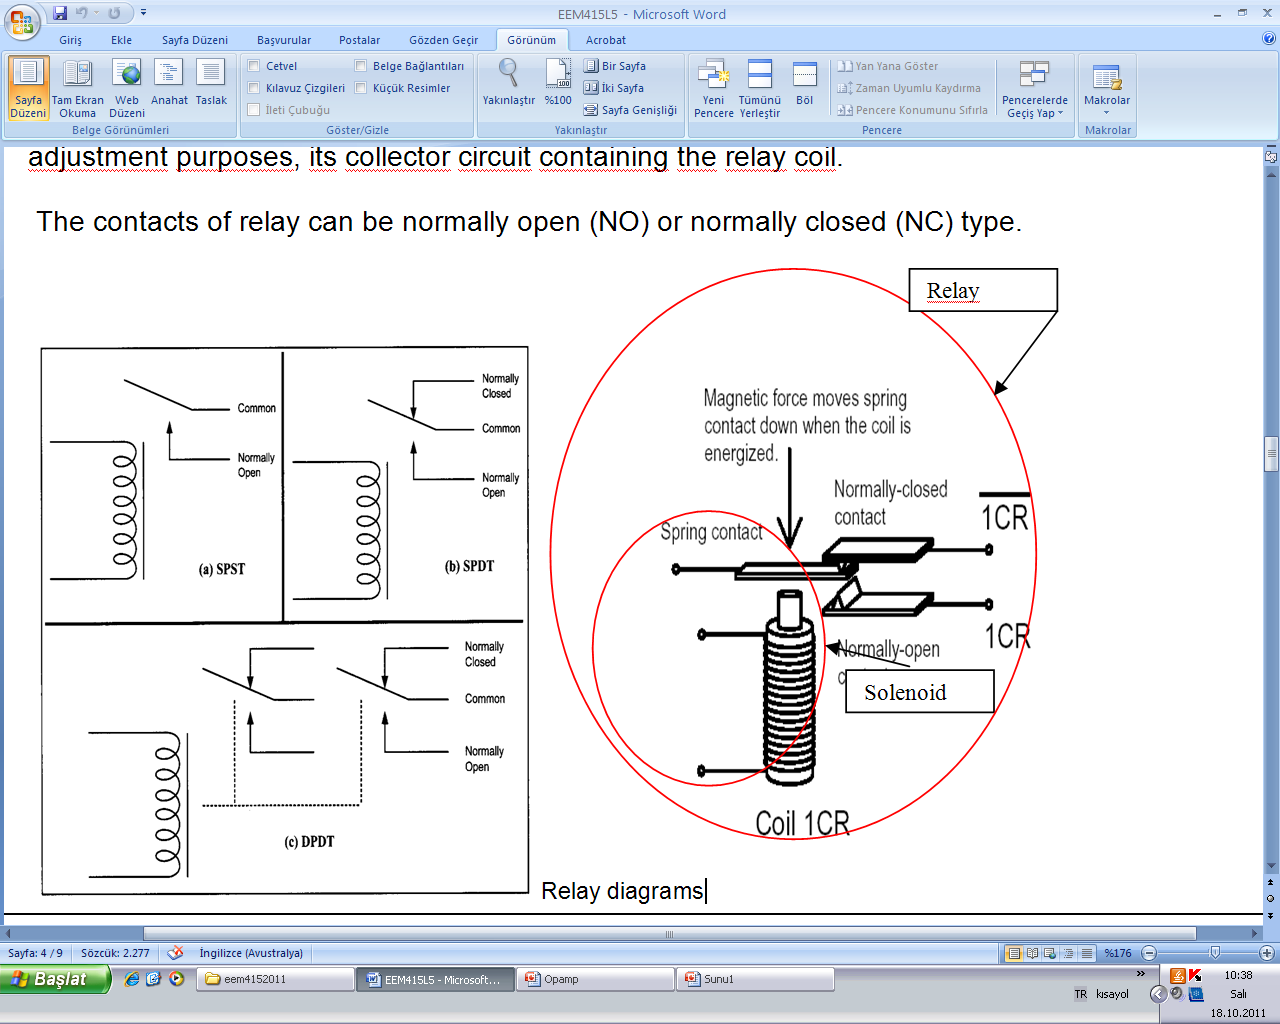 EEM415L5 - Microsoft Word
Giriş Ekle Sayfa Düzeni Başvurular Postalar Gözden Geçir Görünüm Acrobat
Sayfa Düzeni
Tam Ekran Okuma
Web Düzeni
Anahat
Taslak
Belge Görünümleri
Cetvel
Kılavuz Çizgileri
İleti Çubuğu
Belge Bağlantıları
Küçük Resimler
Göster/Gizle
Yakınlaştır
100
%100
Bir Sayfa
İki Sayfa
Sayfa Genişliği
Yakınlaştır
Yeni Pencere
Tümünü Yerleştir
Böl
Yan Yana Göster
Zaman Uyumlu Kaydırma
Pencere Konumunu Sıfırla
Pencerelerde Geçiş Yap
Pencere
Makrolar
Makrolar
adjustment purposes, its collector circuit containing the relay coil.
The contacts of relay can be normally open (NO) or normally closed (NC) type.
Common
Normally
Open
(a) SPST
Normally
Closed
Common
Normally
Open
(b) SPDT
Normally
Closed
Common
Normally
Open
(c) DPDT
Relay
Magnetic force moves spring
contact down when the coil is
energized.
Normally-closed
contact
1CR
Spring contact
1CR
Normally-open
Solenoid
Coil 1CR
Relay diagrams
Sayfa: 4 / 9 Sözcük: 2.277 İngilizce (Avustralya) %176
Başlat eem4152011 EEM415L5 - Microsoft... Opamp Sunu1
TR kısayol
10:38
Salı
18.10.2011